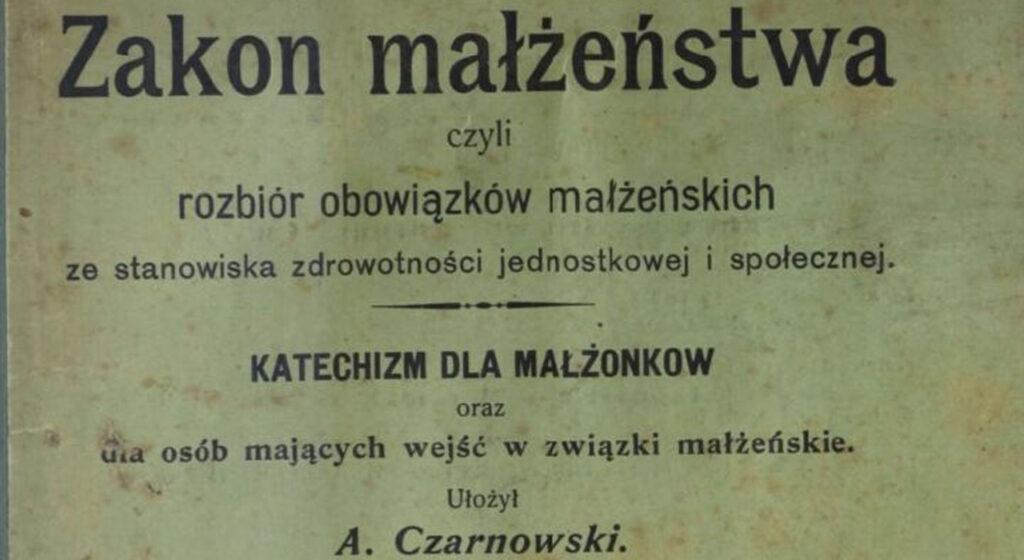 Zakon małżeństwa
czyli
rozbiór obowiązków małżeńskich
ze stanowiska zdrowotności jednostkowej i społecznej.
KATECHIZM DLA MAŁŻONKOW
oraz
dla osób mających wejść w związki małżeńskie.
Ułożył
A. Czarnowski.